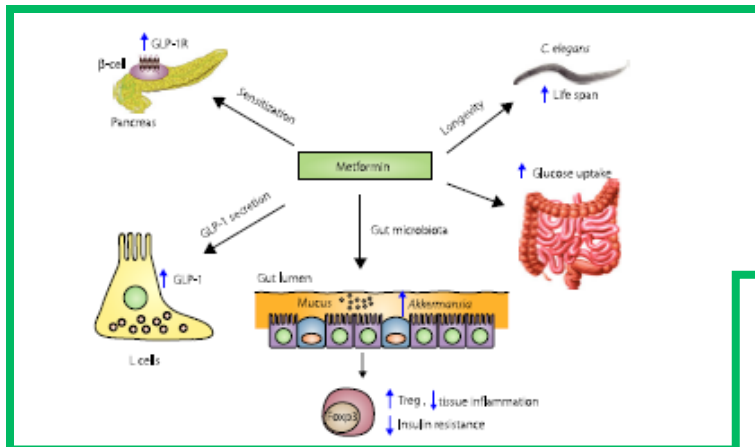 ↑ GLP-1R
β-cell
Pancreas
Sensitization
C. elegans
↑ Life span
Longevity
Metformin
↑ Glucose uptake
GLP-1 secretion
Gut microbiota
↑ GLP-1
L cells
Gut lumen
Mucus
↑ Akkermansia
Foxp3
↑ Treg, ↓ tissue inflammation
↓ Insulin resistance